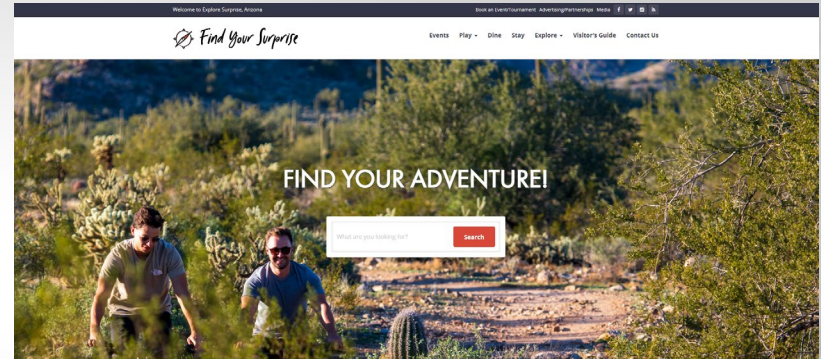 Welcome to Explore Surprise, Arizona
Book an Event/Tournament Advertising/Partnerships Media
Find Your Surprise
Events Play Dine Stay Explore Visitor's Guide Contact Us
FIND YOUR ADVENTURE!
What are you looking for? Search